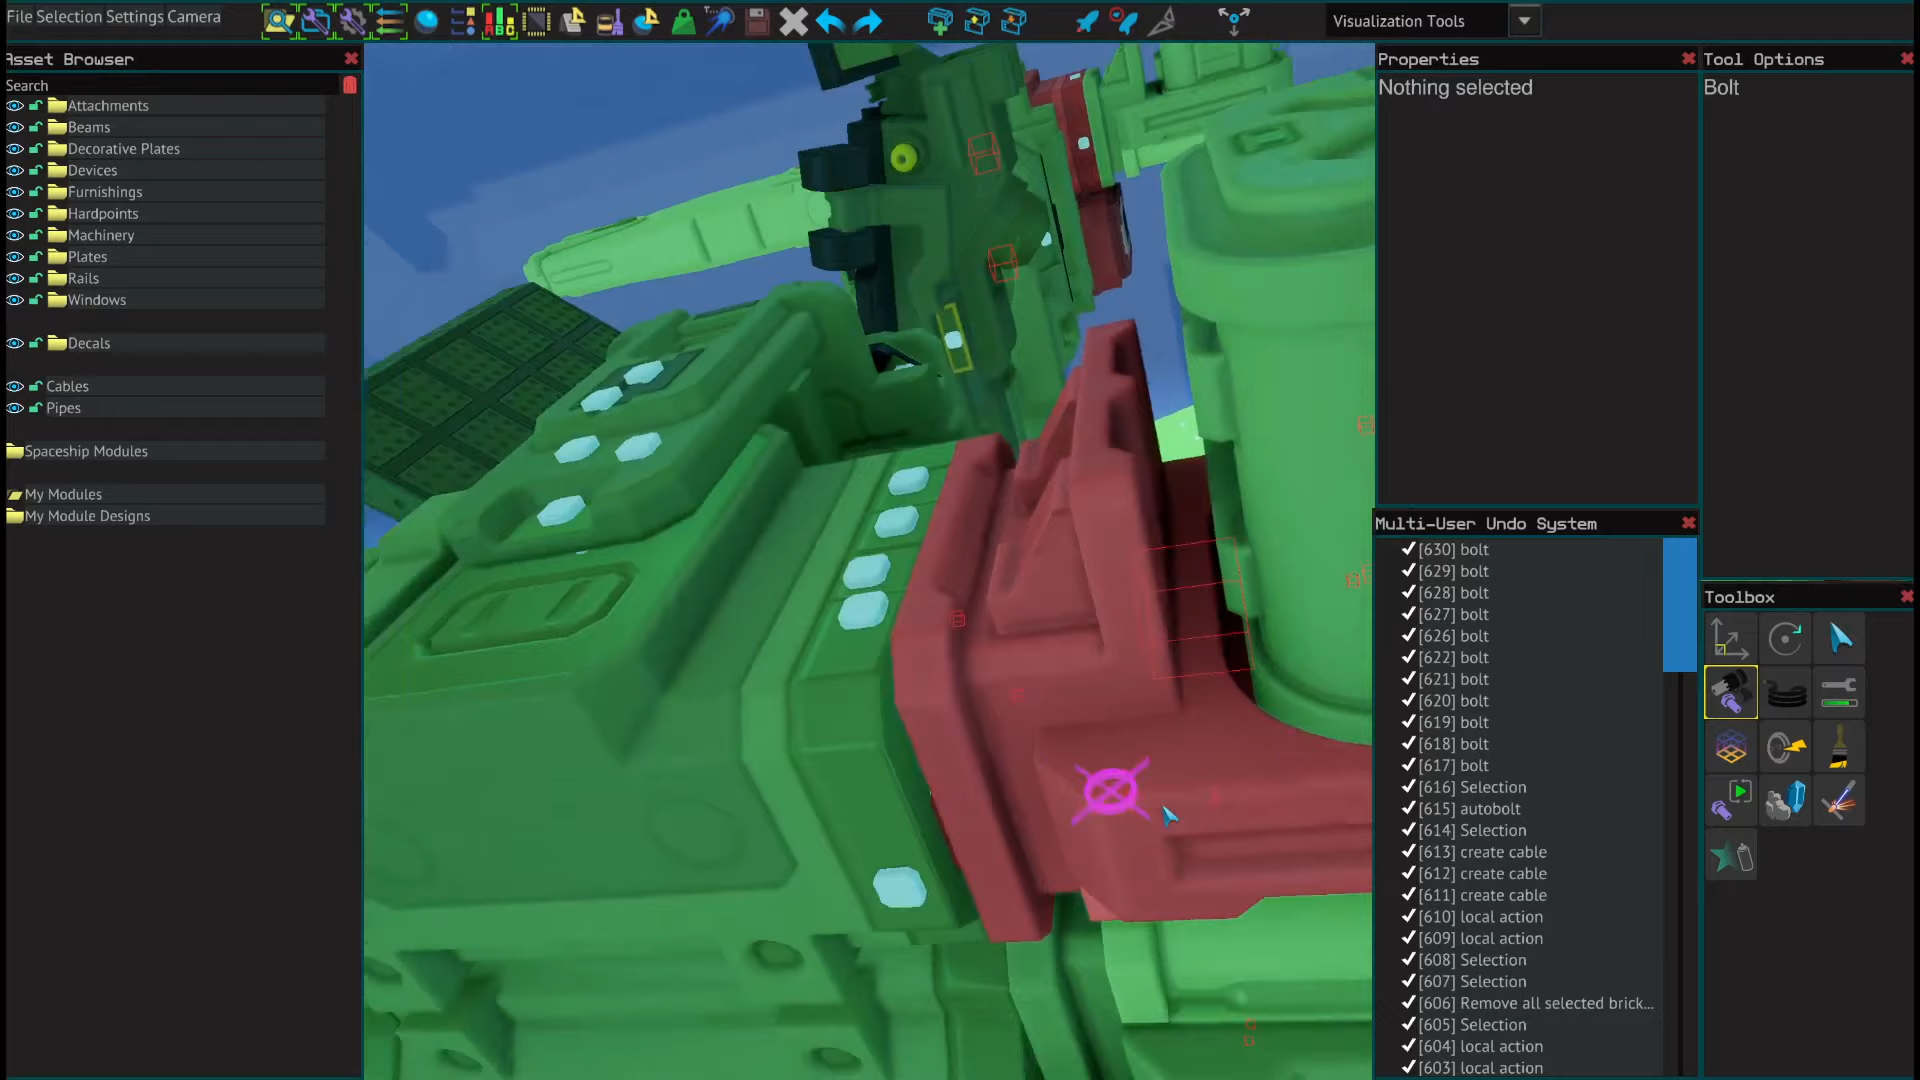 File Selection Settings Camera
Visualization Tools
Asset Browser
Search
Attachments
Beams
Decorative Plates
Devices
Furnishings
Hardpoints
Machinery
Plates
Rails
Windows
Decals
Cables
Pipes
Spaceship Modules
My Modules
My Module Designs
Properties
Nothing selected
Tool Options
Bolt
Multi-User Undo System
[630] bolt
[629] bolt
[628] bolt
[627] bolt
[626] bolt
[622] bolt
[621] bolt
[620] bolt
[619] bolt
[618] bolt
[617] bolt
[616] Selection
[615] autobolt
[614] Selection
[613] create cable
[612] create cable
[611] create cable
[610] local action
[609] local action
[608] Selection
[607] Selection
[606] Remove all selected brick...
[605] Selection
[604] local action
[603] local action
Toolbox